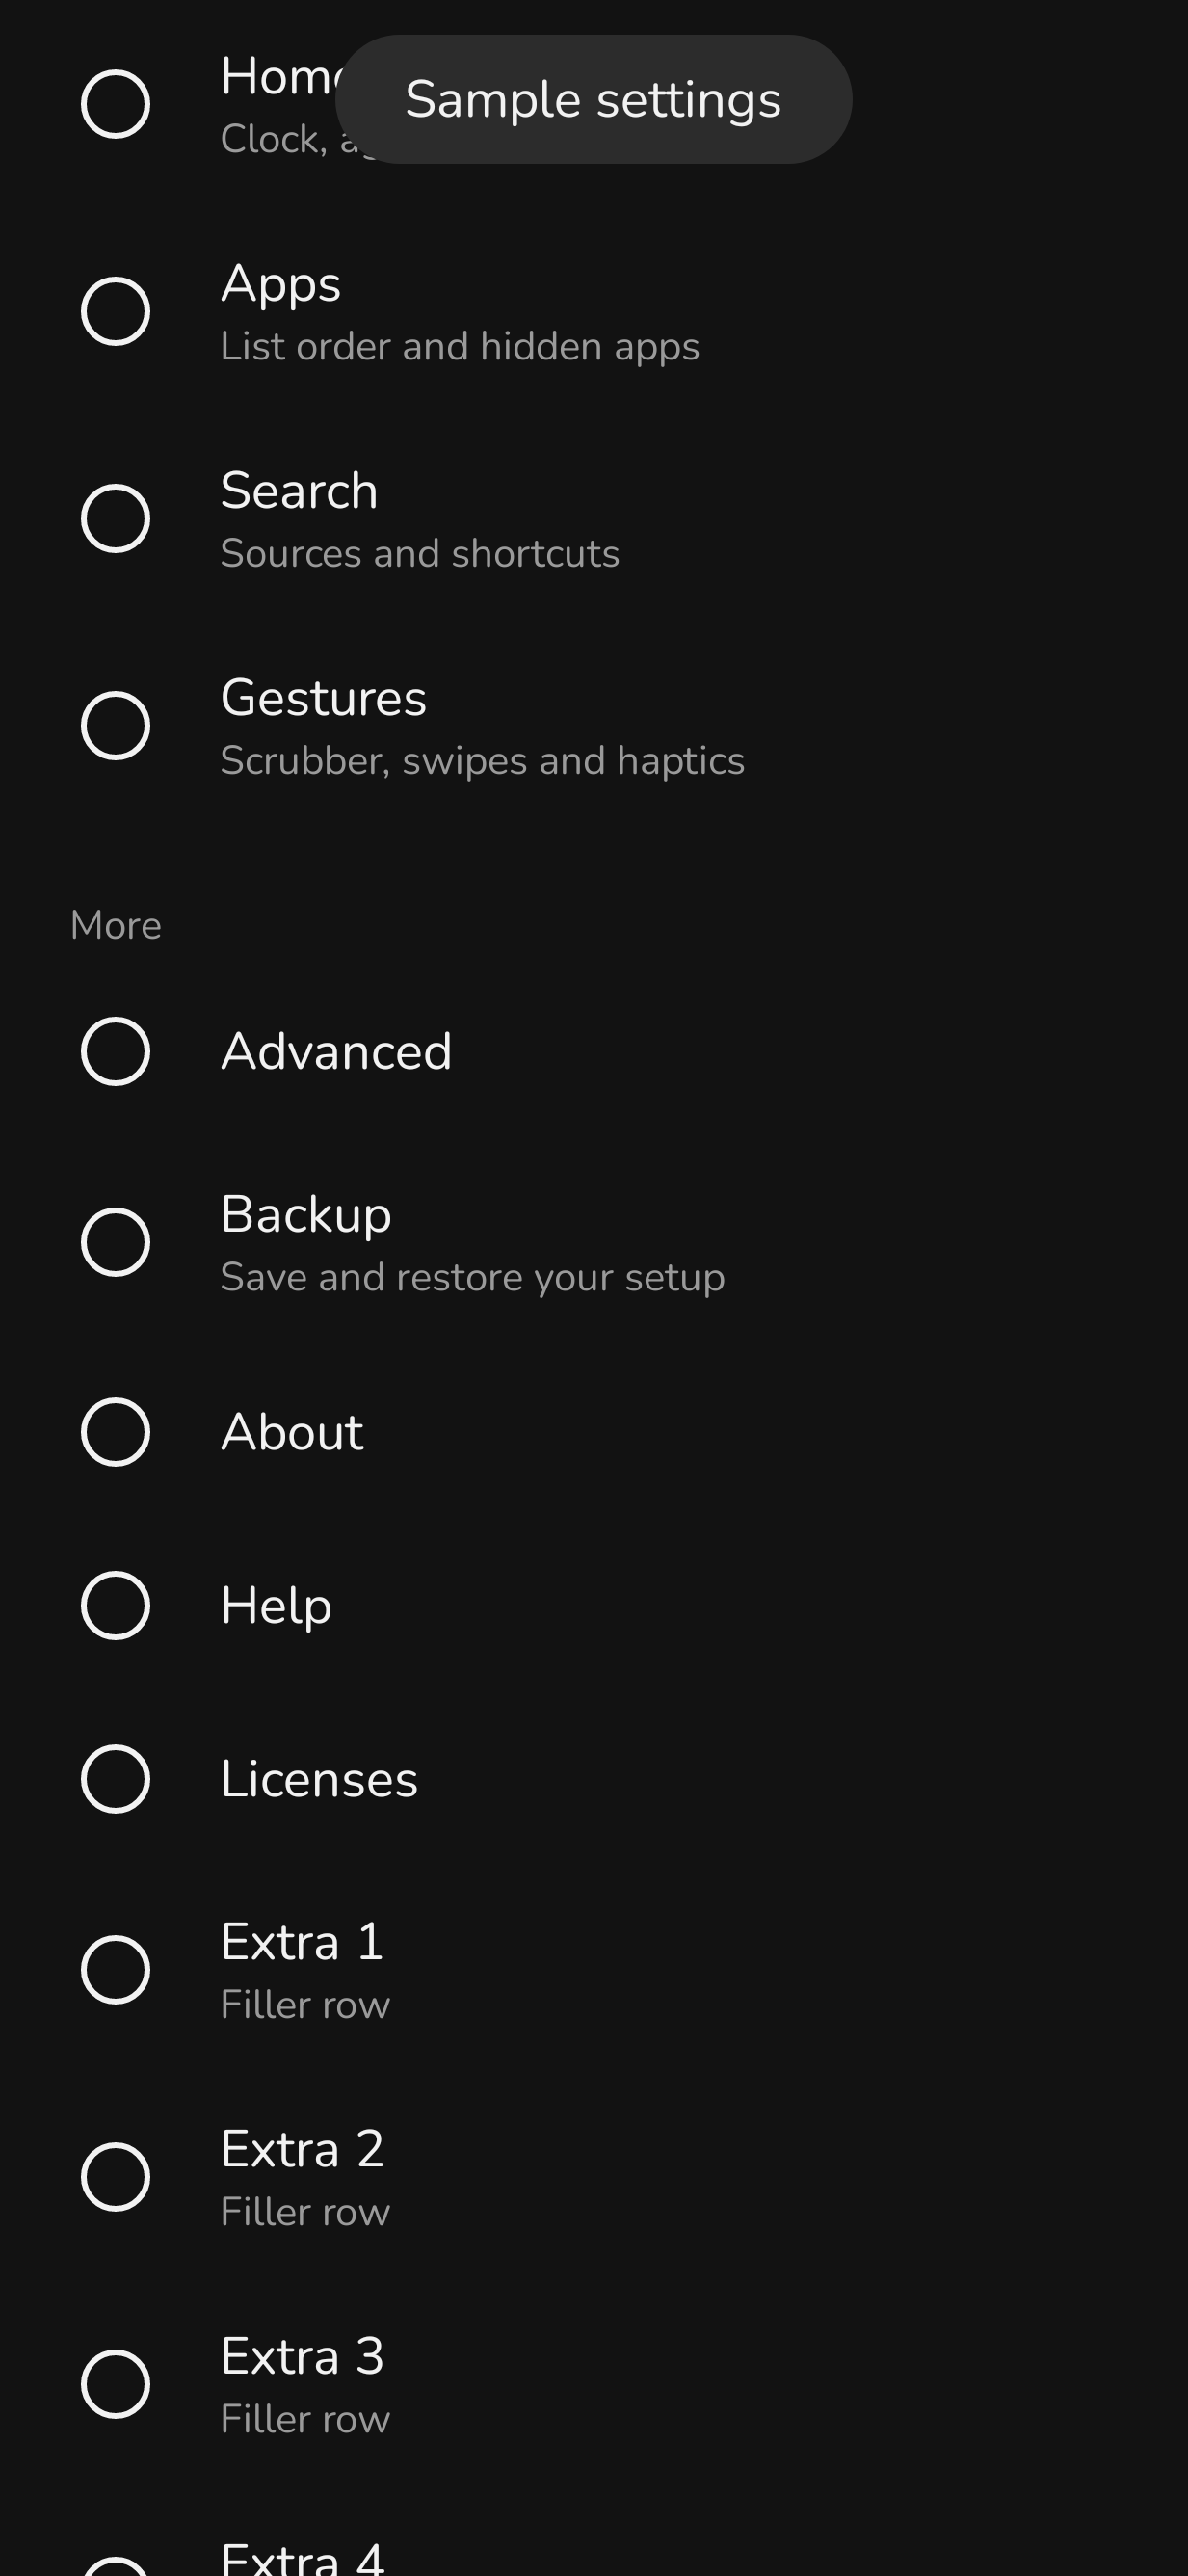 Sample settings
Clock,
Apps
List order and hidden apps
Search
Sources and shortcuts
Gestures
Scrubber, swipes and haptics
More
Advanced
Backup
Save and restore your setup
About
Help
Licenses
Extra 1
Filler row
Extra 2
Filler row
Extra 3
Filler row
Extra 4